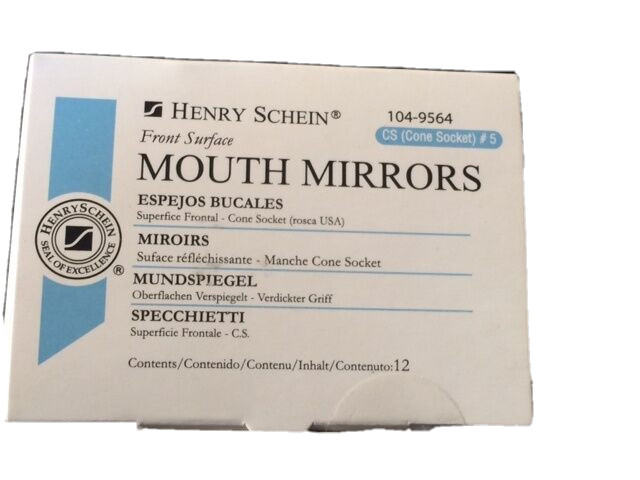 HENRY SCHEIN®
104-9564
Front Surface
CS (Cone Socket) # 5
MOUTH MIRRORS
ESPEJOS BUCALES
Superfice Frontal - Cone Socket (rosca USA)
MIROIRS
Suface réfléchissante - Manche Cone Socket
MUNDSPIEGEL
Oberflachen Verspiegelt - Verdickter Griff
SPECCHIETTI
Superficie Frontale - C.S.
Contents/Contenido/Contenu/Inhalt/Contenuto:12
HENRY SCHEIN
SEAL OF EXCELLENCE
®